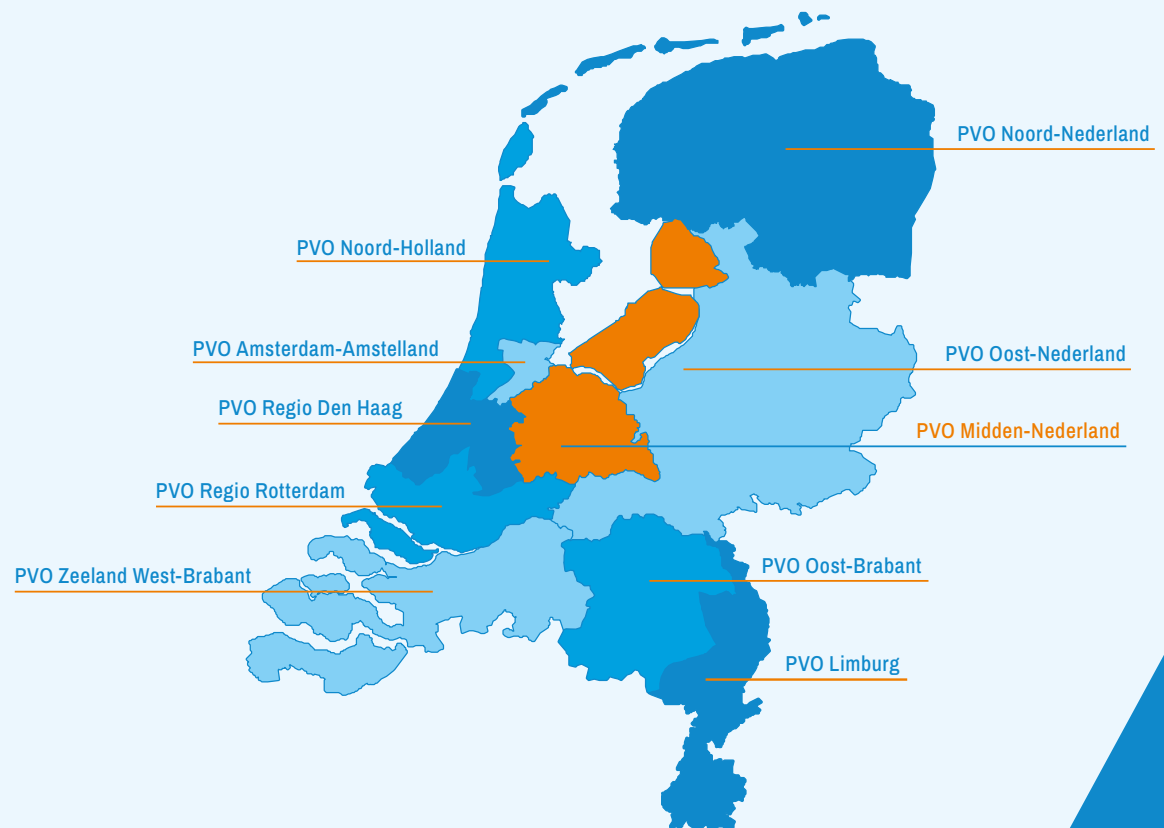 PVO Noord-Nederland
PVO Noord-Holland
PVO Amsterdam-Amstelland
PVO Oost-Nederland
PVO Regio Den Haag
PVO Midden-Nederland
PVO Regio Rotterdam
PVO Oost-Brabant
PVO Zeeland West-Brabant
PVO Limburg